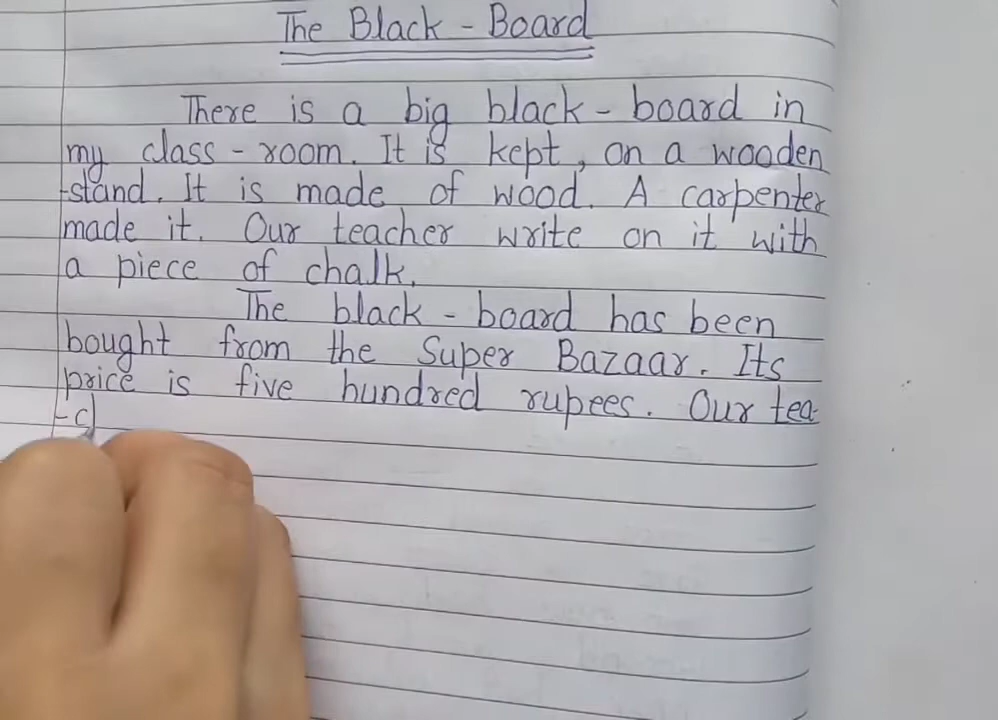 The Black - Board
There is a big black - board in
my class - room. It is kept, on a wooden
-stand. It is made of wood. A carpenter
made it. Our teacher write on it with
a piece of chalk.
The black - board has been
bought from the Super Bazaar. Its
price is five hundred rupees. Our tea-